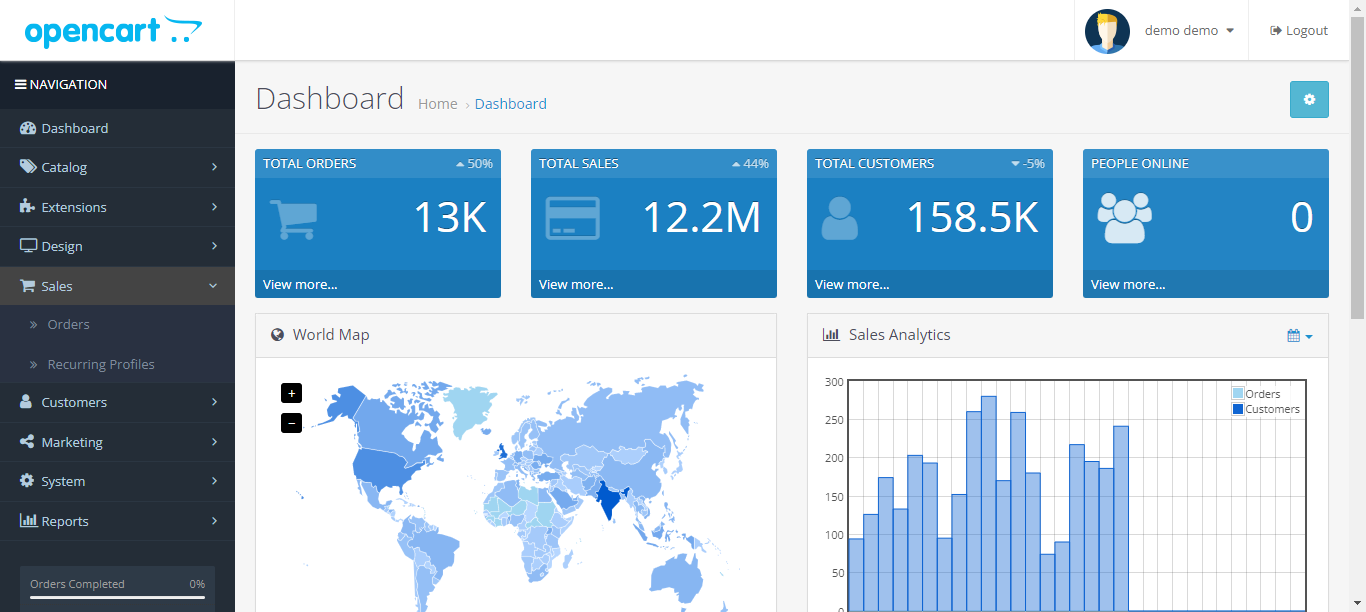 opencart
demo demo
Logout
NAVIGATION
Dashboard
Catalog
Extensions
Design
Sales
Orders
Recurring Profiles
Customers
Marketing
System
Reports
Orders Completed 0%
Dashboard Home › Dashboard
TOTAL ORDERS 50%
13K
View more...
TOTAL SALES 44%
12.2M
View more...
TOTAL CUSTOMERS -5%
158.5K
View more...
PEOPLE ONLINE
0
View more...
World Map
+
−
Sales Analytics
300
250
200
150
100
50
0
Orders
Customers